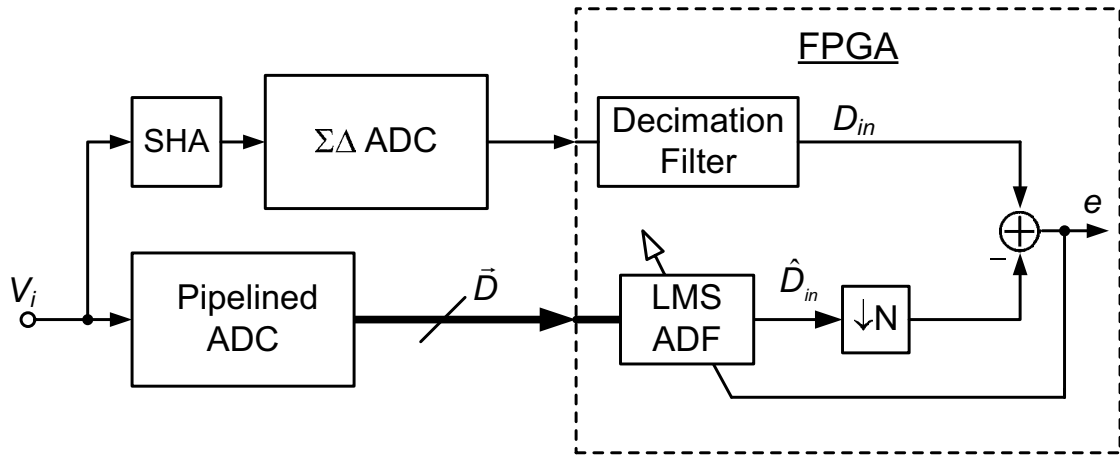 FPGA
SHA
ΣΔ ADC
Decimation
Filter
D_in
e
+
−
V_i
Pipelined
ADC
D⃗
LMS
ADF
D̂_in
↓N